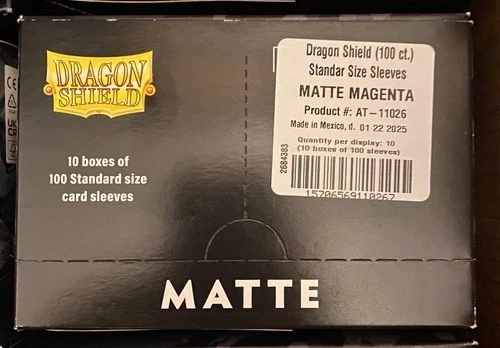 DRAGON
SHIELD
10 boxes of
100 Standard size
card sleeves
Dragon Shield (100 ct.)
Standar Size Sleeves
MATTE MAGENTA
Product #: AT-11026
Made in Mexico, d. 01 22 2025
Quantity per display: 10
(10 boxes of 100 sleeves)
2684383
15706569110267
MATTE